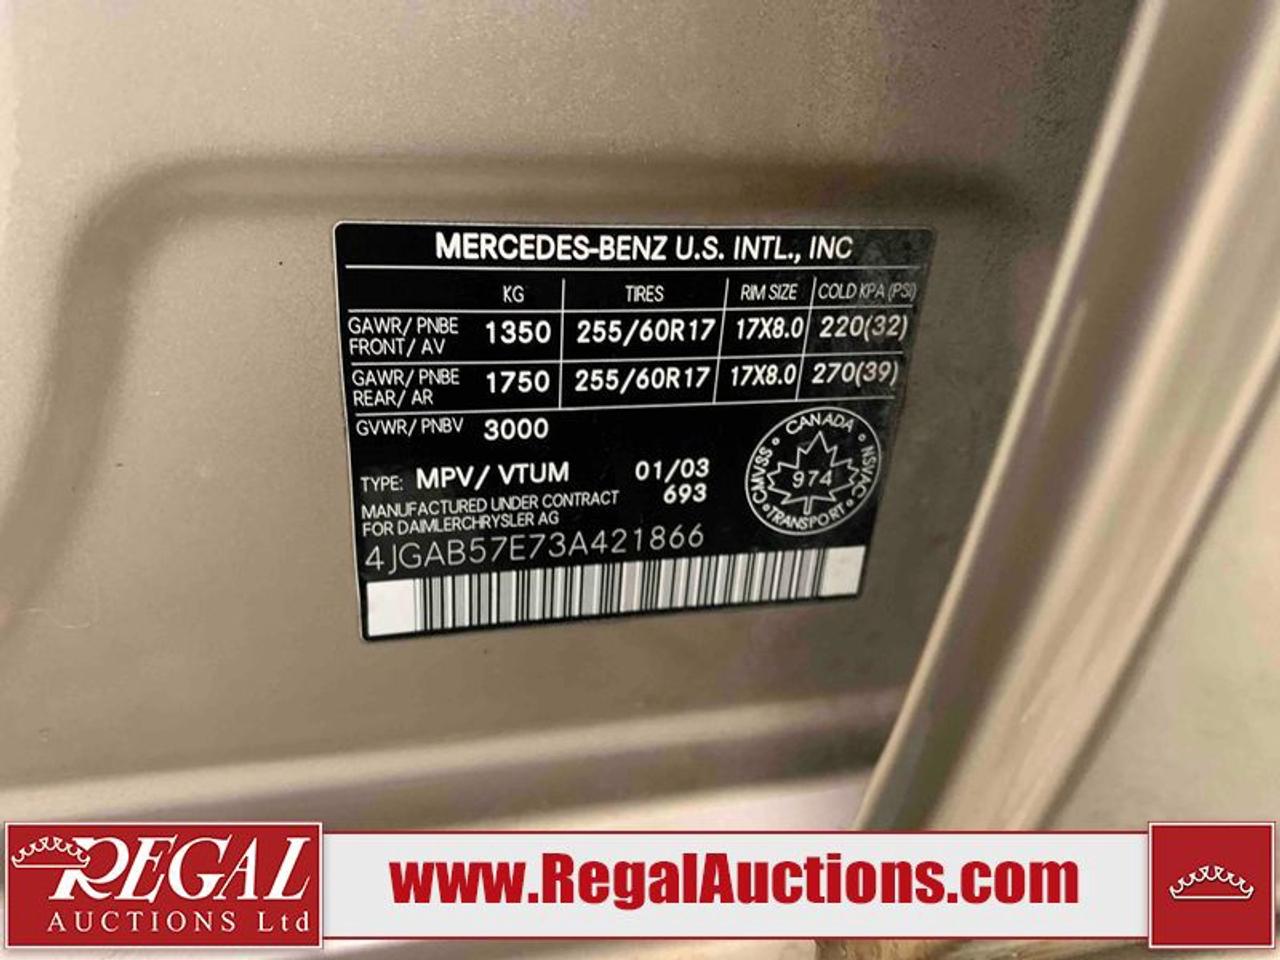 MERCEDES-BENZ U.S. INTL., INC
KG TIRES RIM SIZE COLD KPA (PSI)
GAWR/ PNBE FRONT/ AV 1350 255/60R17 17X8.0 220(32)
GAWR/ PNBE REAR/ AR 1750 255/60R17 17X8.0 270(39)
GVWR/ PNBV 3000
TYPE: MPV/ VTUM 01/03
693
MANUFACTURED UNDER CONTRACT
FOR DAIMLERCHRYSLER AG
4JGAB57E73A421866
CANADA
CMVSS 974 NSVAC
TRANSPORT
REGAL
AUCTIONS Ltd
www.RegalAuctions.com